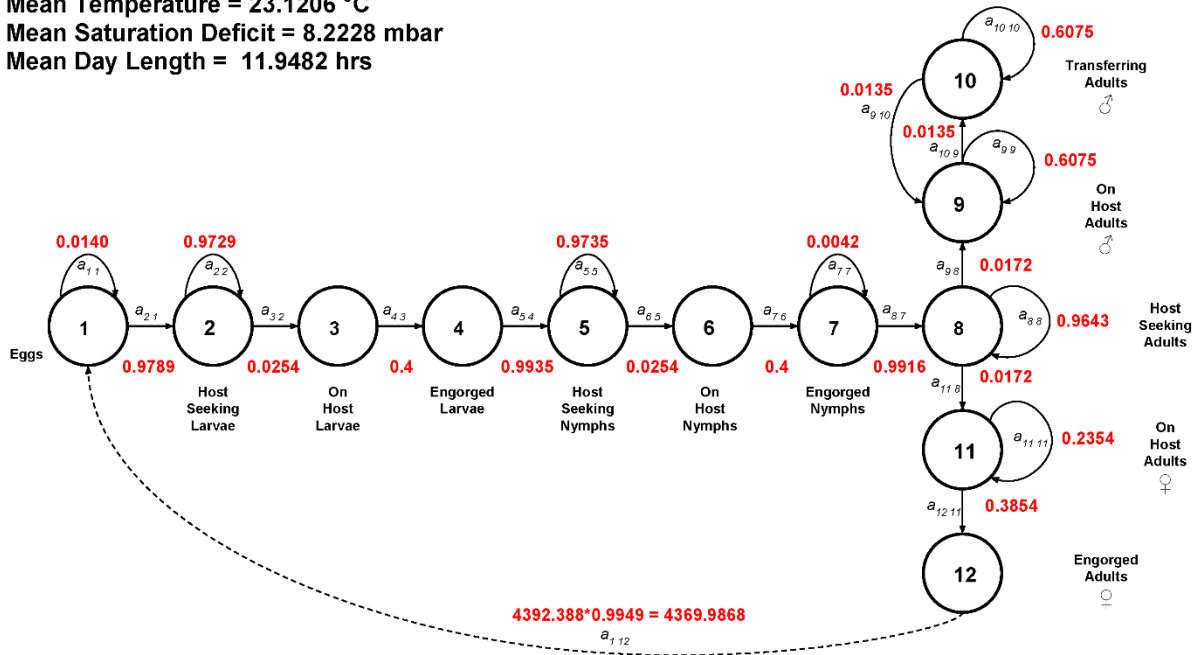 Mean Temperature = 23.1206 °C
Mean Saturation Deficit = 8.2228 mbar
Mean Day Length = 11.9482 hrs
a10 10
0.6075
10
Transferring
Adults
♂
0.0135
a9 10
0.0135
a10 9
a9 9
0.6075
9
On
Host
Adults
♂
a9 8
0.0172
0.0140
a11
0.9729
a22
0.9735
a55
0.0042
a77
1
a21
2
a32
3
a43
4
a54
5
a65
6
a76
7
a87
8
a88
0.9643
Host
Seeking
Adults
Eggs
0.9789
0.0254
0.4
0.9935
0.0254
0.4
0.9916
0.0172
a11 8
Host
Seeking
Larvae
On
Host
Larvae
Engorged
Larvae
Host
Seeking
Nymphs
On
Host
Nymphs
Engorged
Nymphs
11
a11 11
0.2354
On
Host
Adults
♀
a12 11
0.3854
12
Engorged
Adults
♀
4392.388*0.9949 = 4369.9868
a1 12